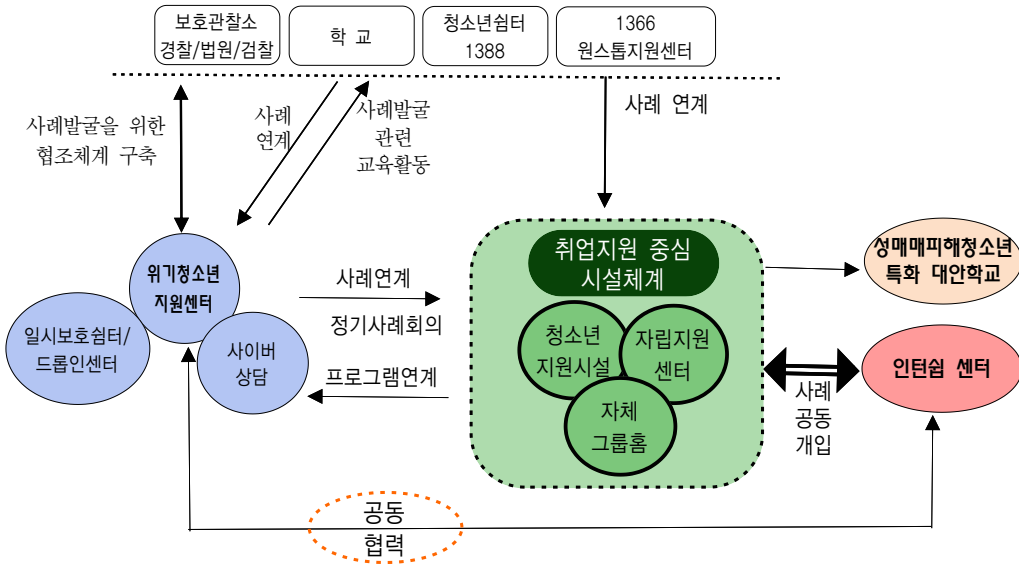 보호관찰소
경찰/법원/검찰
학 교
청소년쉼터
1388
1366
원스톱지원센터
사례발굴을 위한
협조체계 구축
사례
연계
사례발굴
관련
교육활동
사례 연계
위기청소년
지원센터
일시보호쉼터/
드롭인센터
사이버
상담
사례연계
정기사례회의
프로그램연계
취업지원 중심
시설체계
청소년
지원시설
자립지원
센터
자체
그룹홈
성매매피해청소년
특화 대안학교
인턴쉽 센터
사례
공동
개입
공동
협력